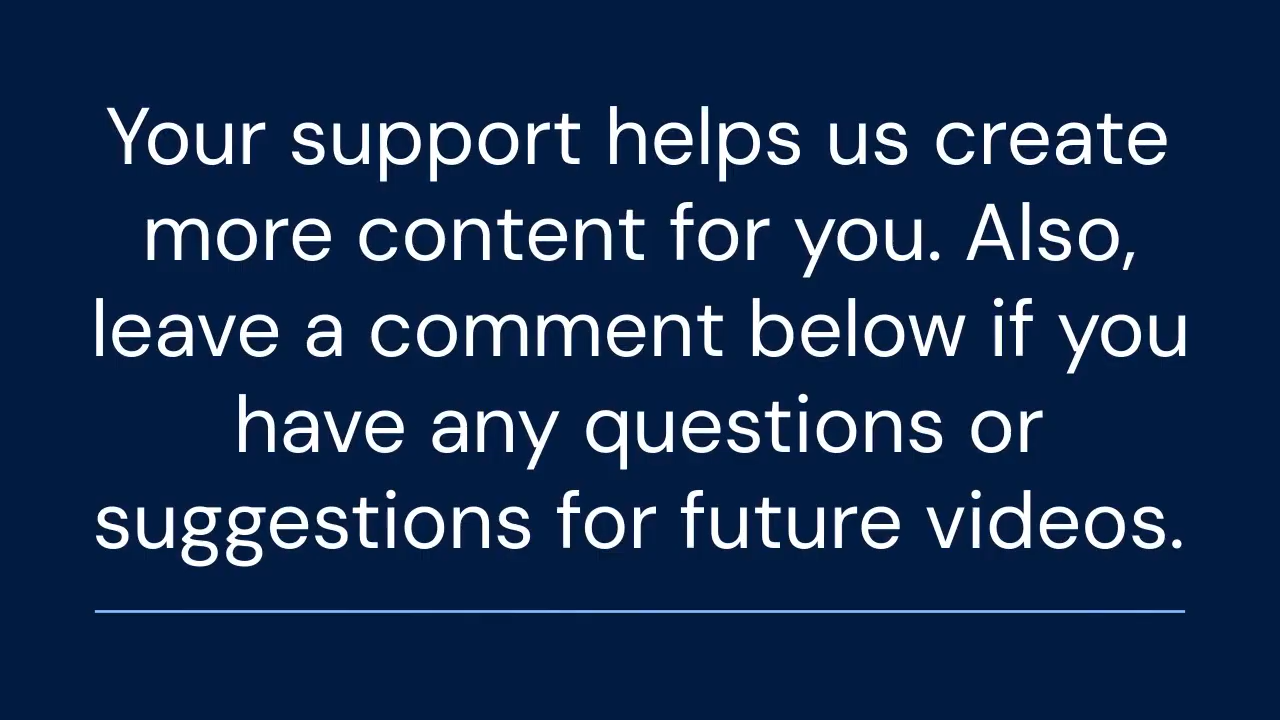 Your support helps us create
more content for you. Also,
leave a comment below if you
have any questions or
suggestions for future videos.